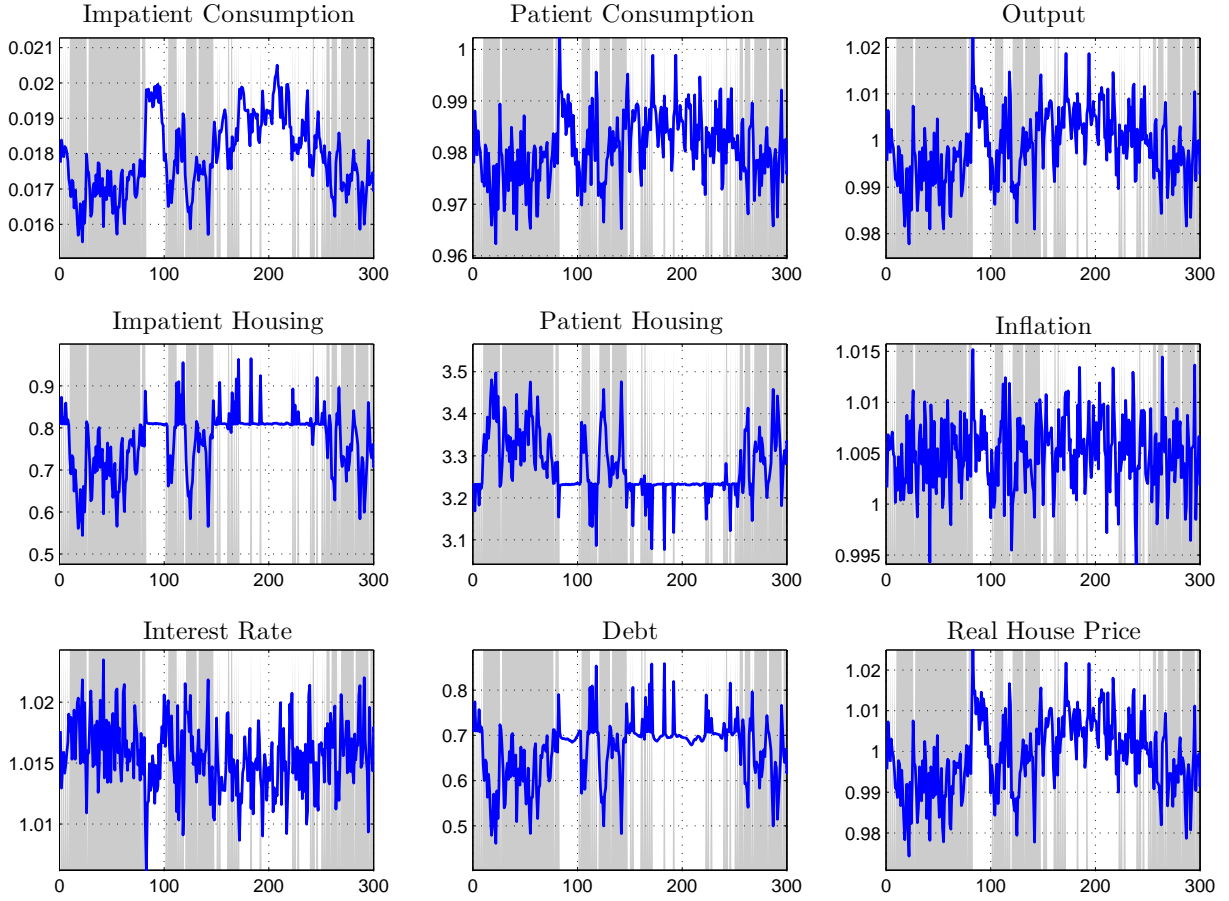 Impatient Consumption
0.021
0.02
0.019
0.018
0.017
0.016
0 100 200 300
Patient Consumption
1
0.99
0.98
0.97
0.96
0 100 200 300
Output
1.02
1.01
1
0.99
0.98
0 100 200 300
Impatient Housing
0.9
0.8
0.7
0.6
0.5
0 100 200 300
Patient Housing
3.5
3.4
3.3
3.2
3.1
0 100 200 300
Inflation
1.015
1.01
1.005
1
0.995
0 100 200 300
Interest Rate
1.02
1.015
1.01
0 100 200 300
Debt
0.8
0.7
0.6
0.5
0 100 200 300
Real House Price
1.02
1.01
1
0.99
0.98
0 100 200 300